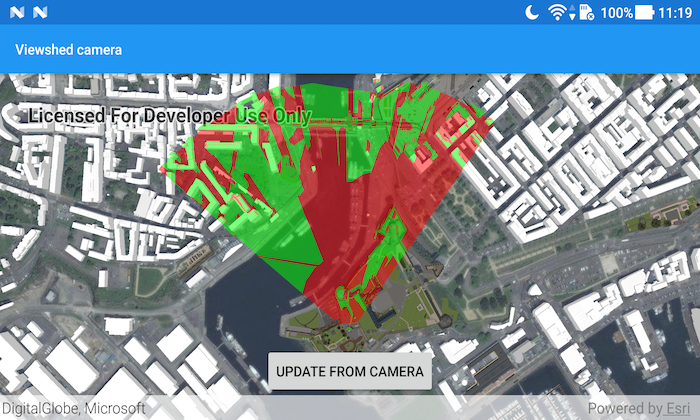 N N 100% 11:19
Viewshed camera
Licensed For Developer Use Only
UPDATE FROM CAMERA
DigitalGlobe, Microsoft Powered by Esri